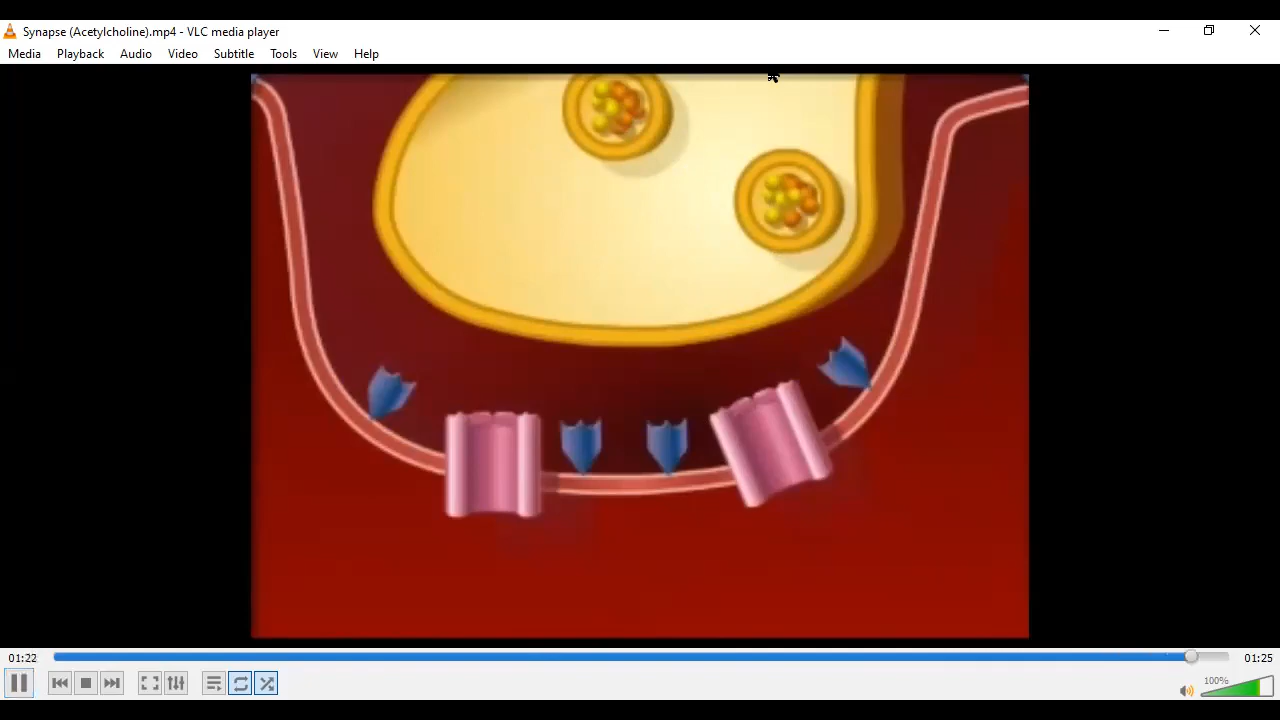 Synapse (Acetylcholine).mp4 - VLC media player
Media Playback Audio Video Subtitle Tools View Help
01:22 01:25
100%